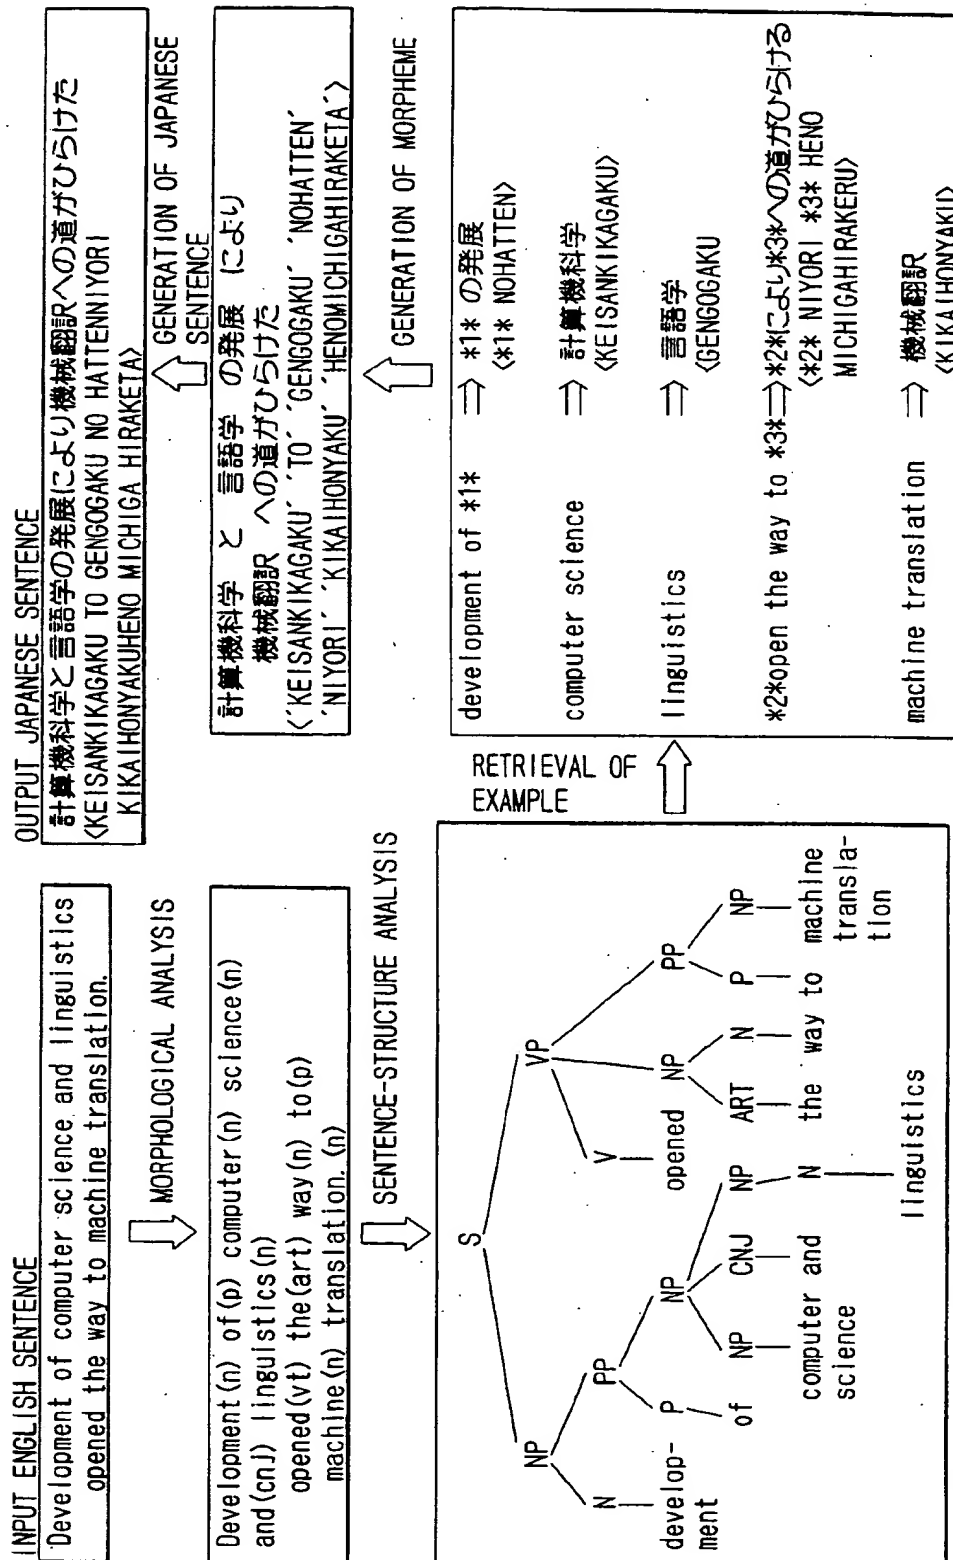 INPUT ENGLISH SENTENCE
Development of computer science and linguistics
opened the way to machine translation.
MORPHOLOGICAL ANALYSIS
Development(n) of(p) computer(n) science(n)
and(cnj) linguistics(n)
opened(vt) the(art) way(n) to(p)
machine(n) translation.(n)
SENTENCE-STRUCTURE ANALYSIS
S
NP VP
N PP V NP PP
P NP ART N P NP
NP CNJ NP
N
develop-
ment
of
computer and
science
linguistics
opened
the way to machine
transla-
tion
RETRIEVAL OF
EXAMPLE
development of *1* ⇒ *1* の発展
<*1* NOHATTEN>
computer science ⇒ 計算機科学
<KEISANKIKAGAKU>
linguistics ⇒ 言語学
<GENGOGAKU>
*2*open the way to *3*⇒*2*により*3*への道がひらける
<*2* NIYORI *3* HENO
MICHIGAHIRAKERU>
machine translation ⇒ 機械翻訳
<KIKAIHONYAKU>
GENERATION OF MORPHEME
計算機科学 と 言語学 の発展 により
機械翻訳 への道がひらけた
<'KEISANKIKAGAKU' 'TO' 'GENGOGAKU' 'NOHATTEN'
'NIYORI' 'KIKAIHONYAKU' 'HENOMICHIGAHIRAKETA'>
GENERATION OF JAPANESE
SENTENCE
OUTPUT JAPANESE SENTENCE
計算機科学と言語学の発展により機械翻訳への道がひらけた
<KEISANKIKAGAKU TO GENGOGAKU NO HATTENNIYORI
KIKAIHONYAKUHENO MICHIGA HIRAKETA>